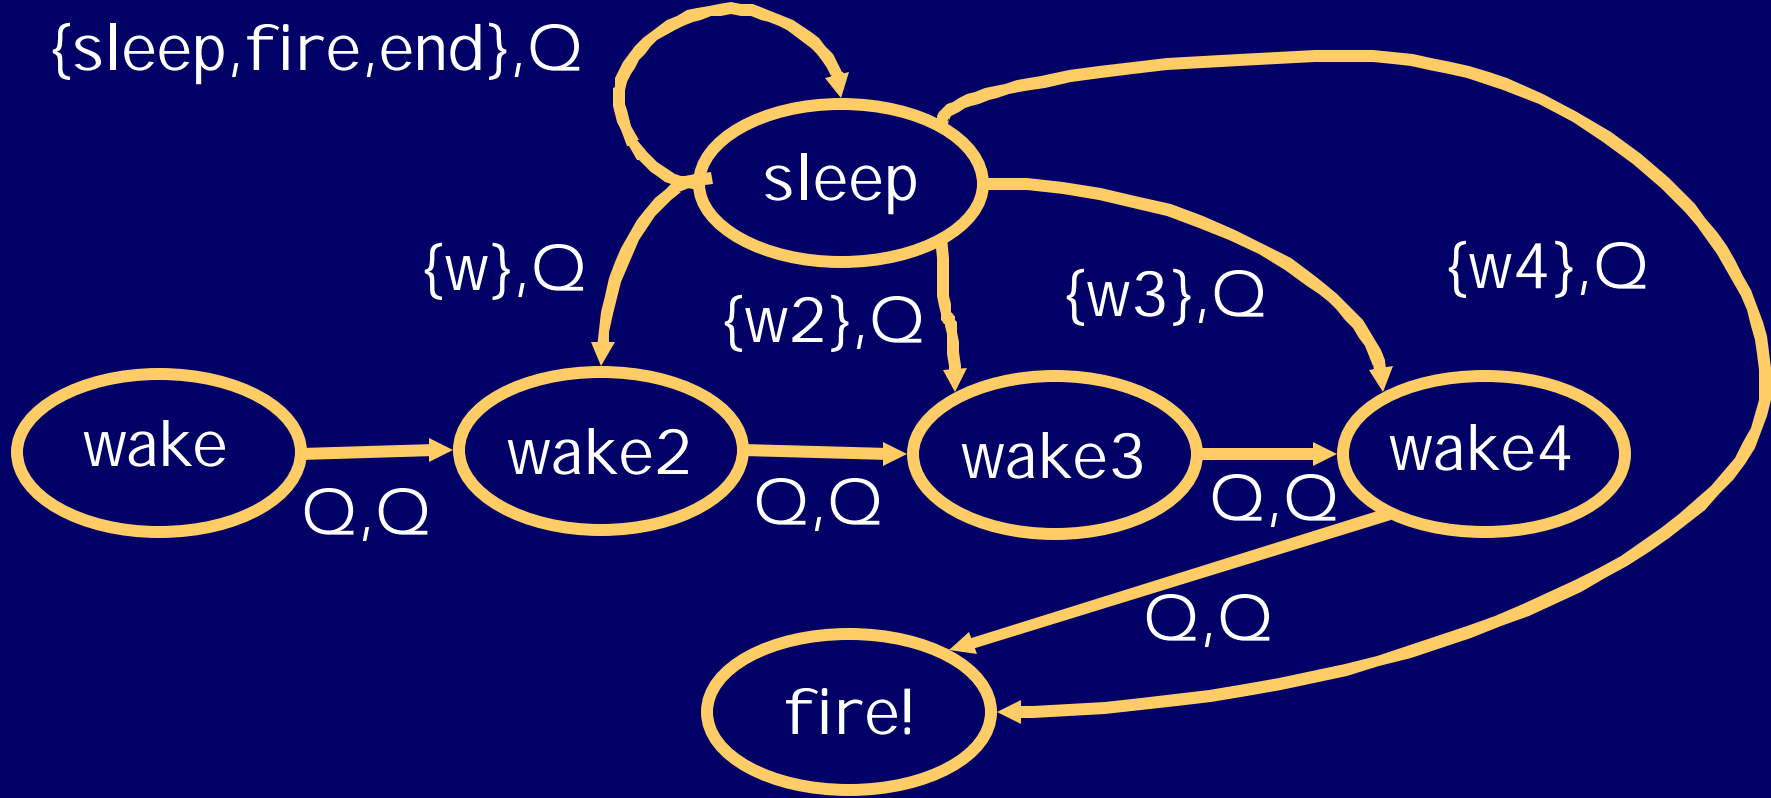 {sleep,fire,end},Q
sleep
{w},Q
{w2},Q
{w3},Q
{w4},Q
wake
Q,Q
wake2
Q,Q
wake3
Q,Q
wake4
Q,Q
fire!